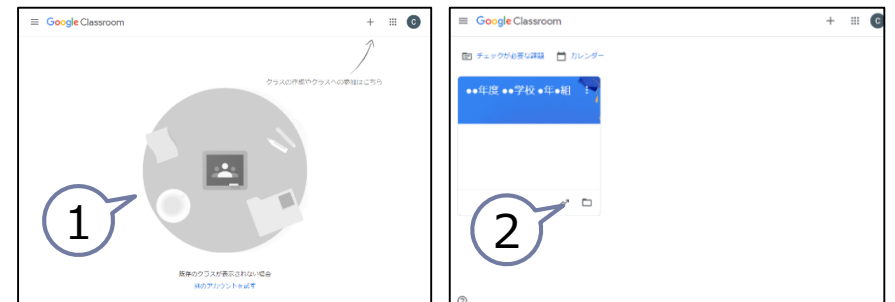 Google Classroom
C
クラスの作成やクラスへの参加はこちら
1
既存のクラスが表示されない場合
別のアカウントを試す
Google Classroom
C
チェックが必要な課題 カレンダー
●●年度 ●●学校 ●年●組
2